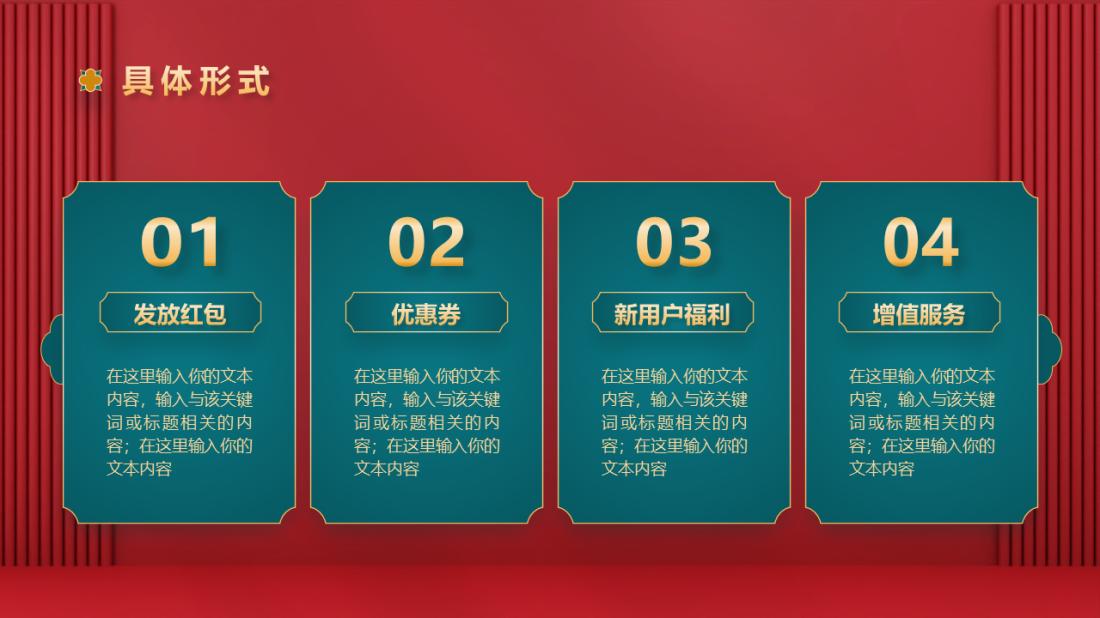 具体形式
01
发放红包
在这里输入你的文本
内容，输入与该关键
词或标题相关的内
容；在这里输入你的
文本内容
02
优惠券
在这里输入你的文本
内容，输入与该关键
词或标题相关的内
容；在这里输入你的
文本内容
03
新用户福利
在这里输入你的文本
内容，输入与该关键
词或标题相关的内
容；在这里输入你的
文本内容
04
增值服务
在这里输入你的文本
内容，输入与该关键
词或标题相关的内
容；在这里输入你的
文本内容